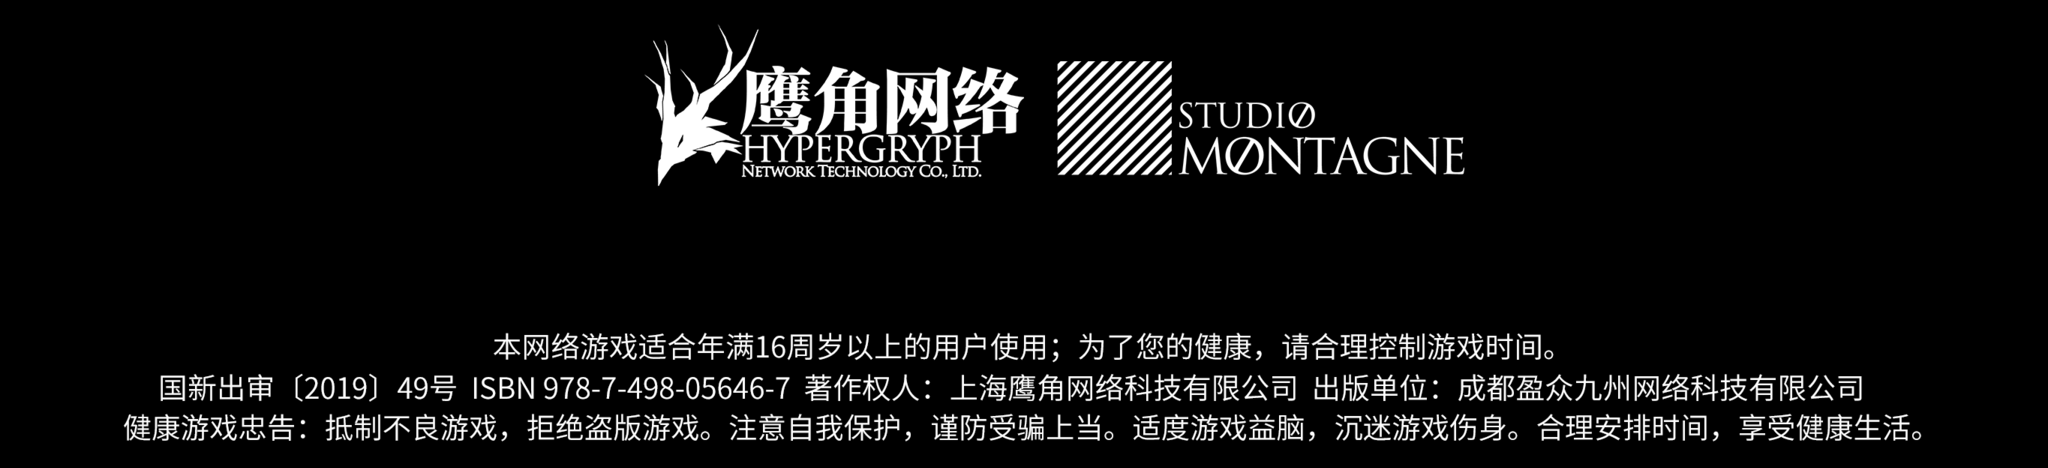 鹰角网络
HYPERGRYPH
NETWORK TECHNOLOGY CO., LTD.
STUDIØ
MØNTAGNE
本网络游戏适合年满16周岁以上的用户使用；为了您的健康，请合理控制游戏时间。
国新出审〔2019〕49号 ISBN 978-7-498-05646-7 著作权人：上海鹰角网络科技有限公司 出版单位：成都盈众九州网络科技有限公司
健康游戏忠告：抵制不良游戏，拒绝盗版游戏。注意自我保护，谨防受骗上当。适度游戏益脑，沉迷游戏伤身。合理安排时间，享受健康生活。